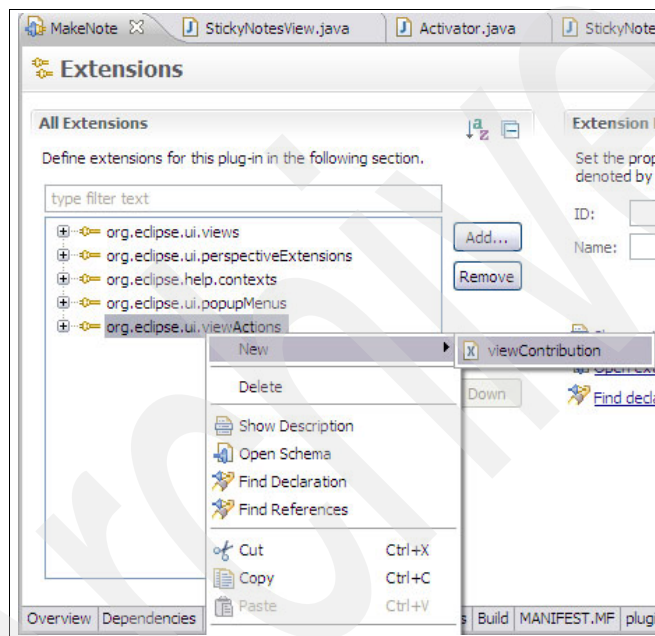 MakeNote StickyNotesView.java Activator.java StickyNote
Extensions
All Extensions
Extension
Define extensions for this plug-in in the following section.
Set the prop
denoted by
type filter text
ID:
org.eclipse.ui.views
Add...
Name:
org.eclipse.ui.perspectiveExtensions
org.eclipse.help.contexts
Remove
org.eclipse.ui.popupMenus
org.eclipse.ui.viewActions
New
viewContribution
Delete
Down
Find decla
Show Description
Open Schema
Find Declaration
Find References
Cut Ctrl+X
Copy Ctrl+C
Paste Ctrl+V
Overview Dependencies s Build MANIFEST.MF plug